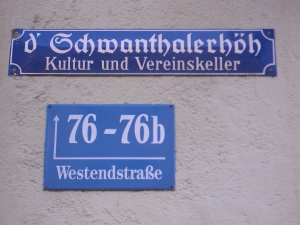 d' Schwanthalerhöh
Kultur und Vereinskeller
76-76b
Westendstraße